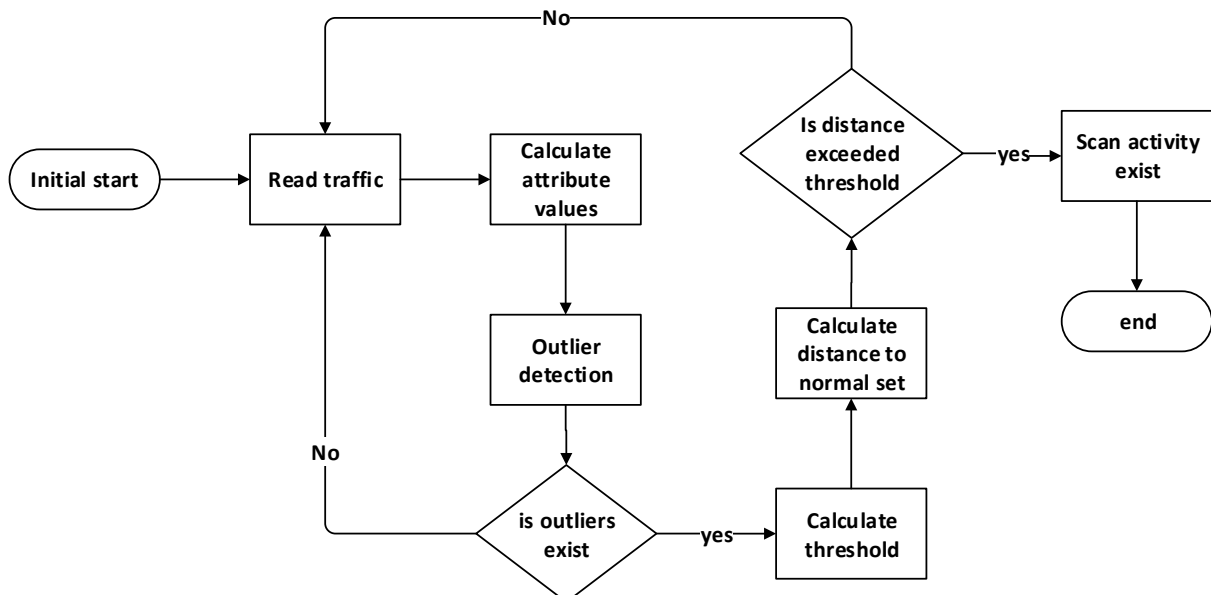 No
Initial start
Read traffic
Calculate
attribute
values
Is distance
exceeded
threshold
yes
Scan activity
exist
Outlier
detection
Calculate
distance to
normal set
end
No
is outliers
exist
yes
Calculate
threshold